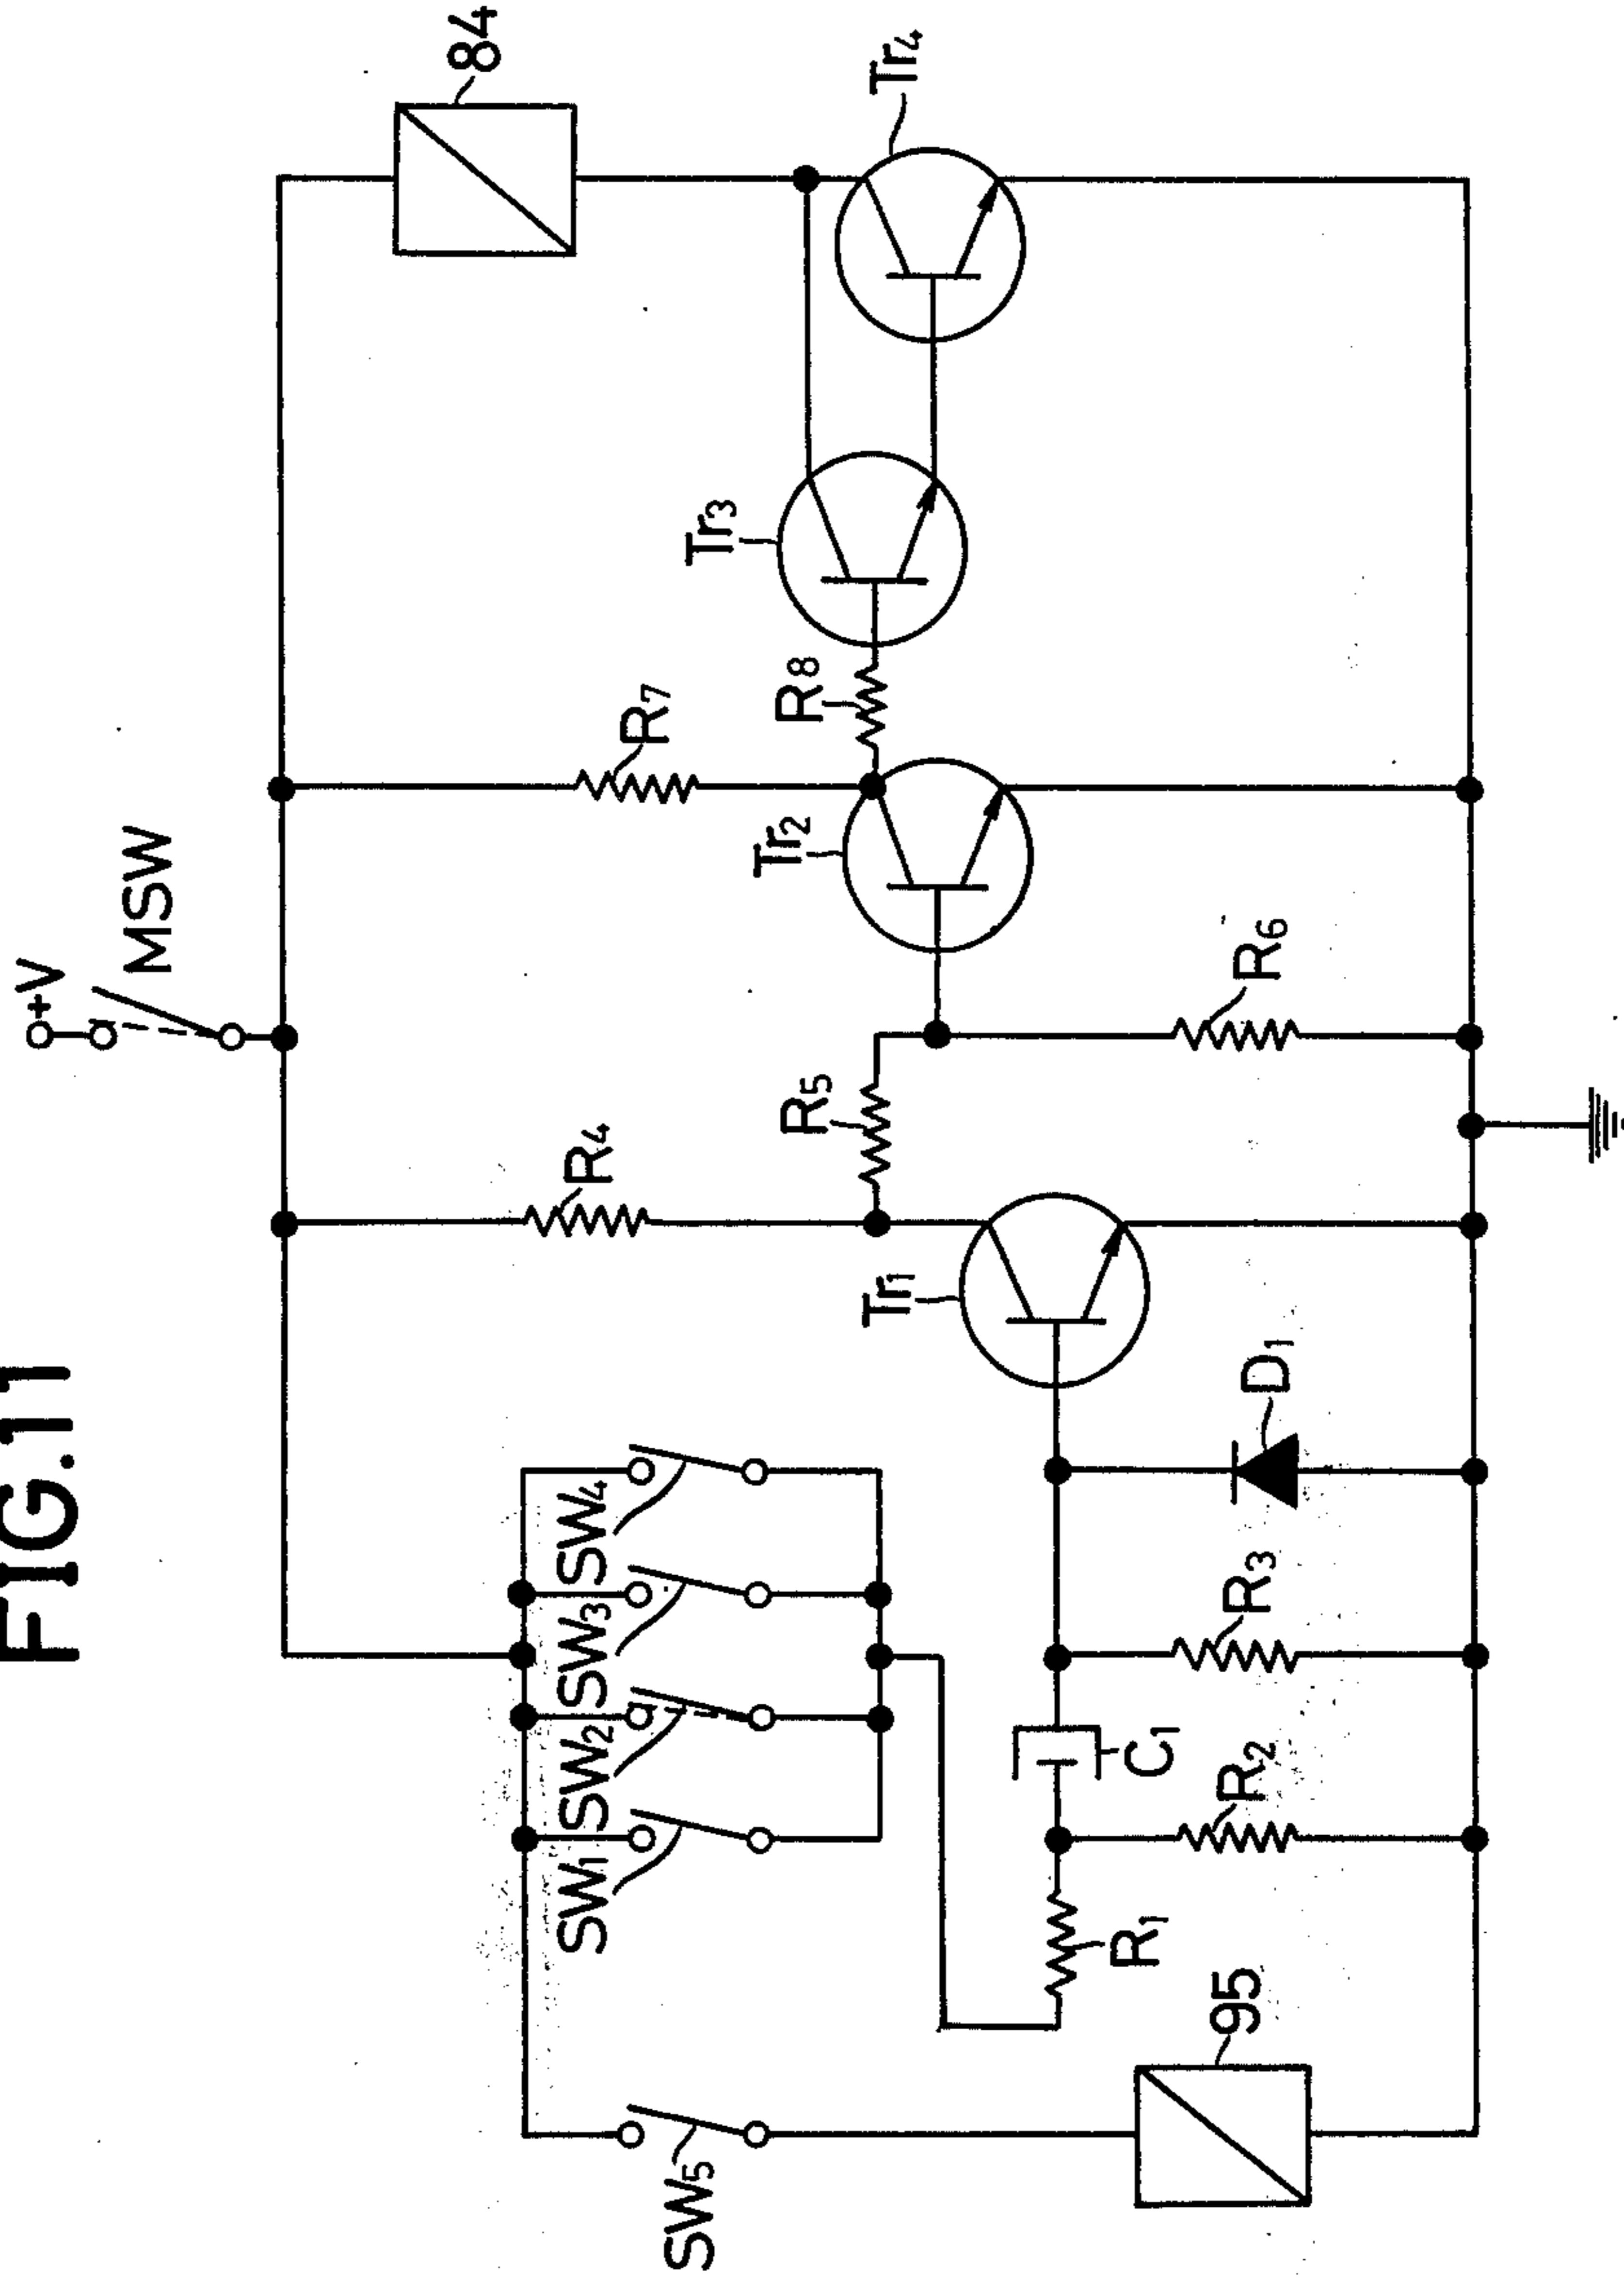 FIG.11
+V
MSW
84
R4
R7
Tr3
Tr4
R8
Tr2
R5
R6
Tr1
SW5
SW1
SW2
SW3
SW4
D1
R3
C1
R2
R1
95